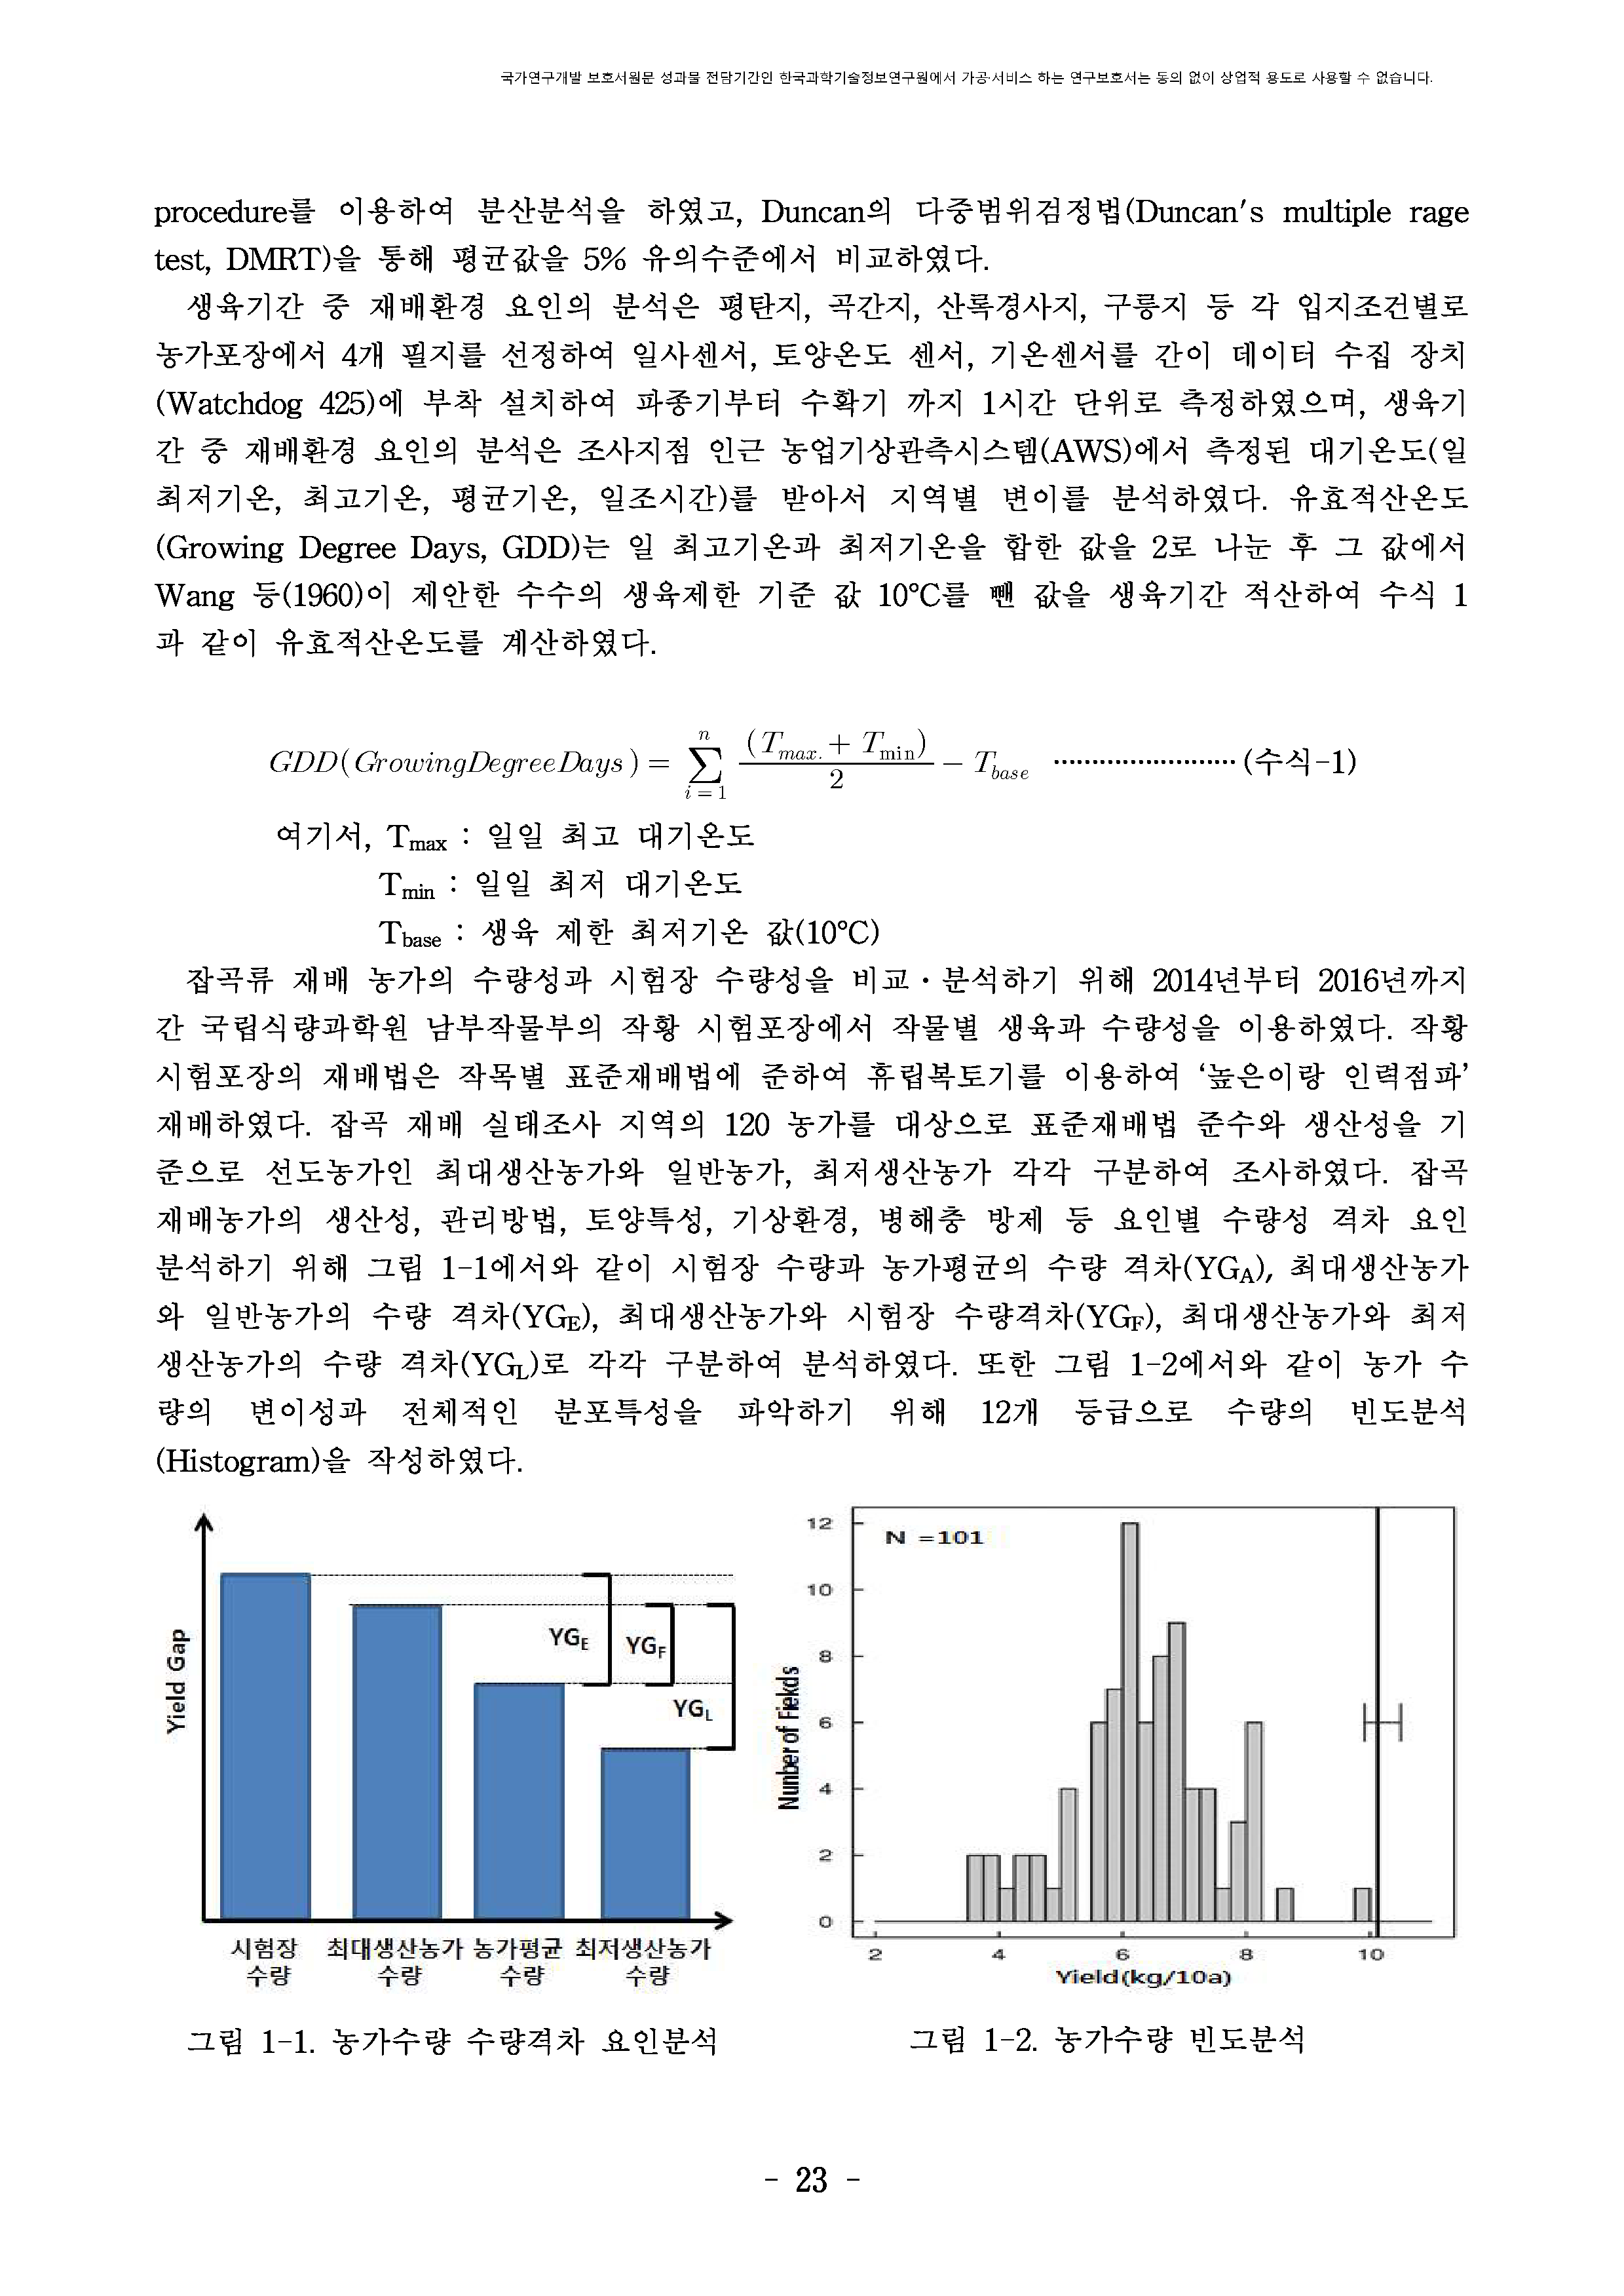 국가연구개발 보호서원문 성과물 전담기간인 한국과학기술정보연구원에서 가공·서비스 하는 연구보호서는 동의 없이 상업적 용도로 사용할 수 없습니다.
procedure를 이용하여 분산분석을 하였고, Duncan의 다중범위검정법(Duncan's multiple rage
test, DMRT)을 통해 평균값을 5% 유의수준에서 비교하였다.
생육기간 중 재배환경 요인의 분석은 평탄지, 곡간지, 산록경사지, 구릉지 등 각 입지조건별로
농가포장에서 4개 필지를 선정하여 일사센서, 토양온도 센서, 기온센서를 간이 데이터 수집 장치
(Watchdog 425)에 부착 설치하여 파종기부터 수확기 까지 1시간 단위로 측정하였으며, 생육기
간 중 재배환경 요인의 분석은 조사지점 인근 농업기상관측시스템(AWS)에서 측정된 대기온도(일
최저기온, 최고기온, 평균기온, 일조시간)를 받아서 지역별 변이를 분석하였다. 유효적산온도
(Growing Degree Days, GDD)는 일 최고기온과 최저기온을 합한 값을 2로 나눈 후 그 값에서
Wang 등(1960)이 제안한 수수의 생육제한 기준 값 10℃를 뺀 값을 생육기간 적산하여 수식 1
과 같이 유효적산온도를 계산하였다.
GDD(GrowingDegreeDays) = ∑_{i=1}^{n} (T_{max.} + T_{min})/2 − T_{base} ························ (수식-1)
여기서, Tmax : 일일 최고 대기온도
Tmin : 일일 최저 대기온도
Tbase : 생육 제한 최저기온 값(10℃)
잡곡류 재배 농가의 수량성과 시험장 수량성을 비교·분석하기 위해 2014년부터 2016년까지
간 국립식량과학원 남부작물부의 작황 시험포장에서 작물별 생육과 수량성을 이용하였다. 작황
시험포장의 재배법은 작목별 표준재배법에 준하여 휴립복토기를 이용하여 ‘높은이랑 인력점파’
재배하였다. 잡곡 재배 실태조사 지역의 120 농가를 대상으로 표준재배법 준수와 생산성을 기
준으로 선도농가인 최대생산농가와 일반농가, 최저생산농가 각각 구분하여 조사하였다. 잡곡
재배농가의 생산성, 관리방법, 토양특성, 기상환경, 병해충 방제 등 요인별 수량성 격차 요인
분석하기 위해 그림 1-1에서와 같이 시험장 수량과 농가평균의 수량 격차(YGA), 최대생산농가
와 일반농가의 수량 격차(YGE), 최대생산농가와 시험장 수량격차(YGF), 최대생산농가와 최저
생산농가의 수량 격차(YGL)로 각각 구분하여 분석하였다. 또한 그림 1-2에서와 같이 농가 수
량의 변이성과 전체적인 분포특성을 파악하기 위해 12개 등급으로 수량의 빈도분석
(Histogram)을 작성하였다.
Yield Gap
YGE
YGF
YGL
시험장 최대생산농가 농가평균 최저생산농가
수량 수량 수량 수량
N =101
Nunber of Fiekds
12
10
8
6
4
2
0
2 4 6 8 10
Yield(kg/10a)
그림 1-1. 농가수량 수량격차 요인분석
그림 1-2. 농가수량 빈도분석
- 23 -